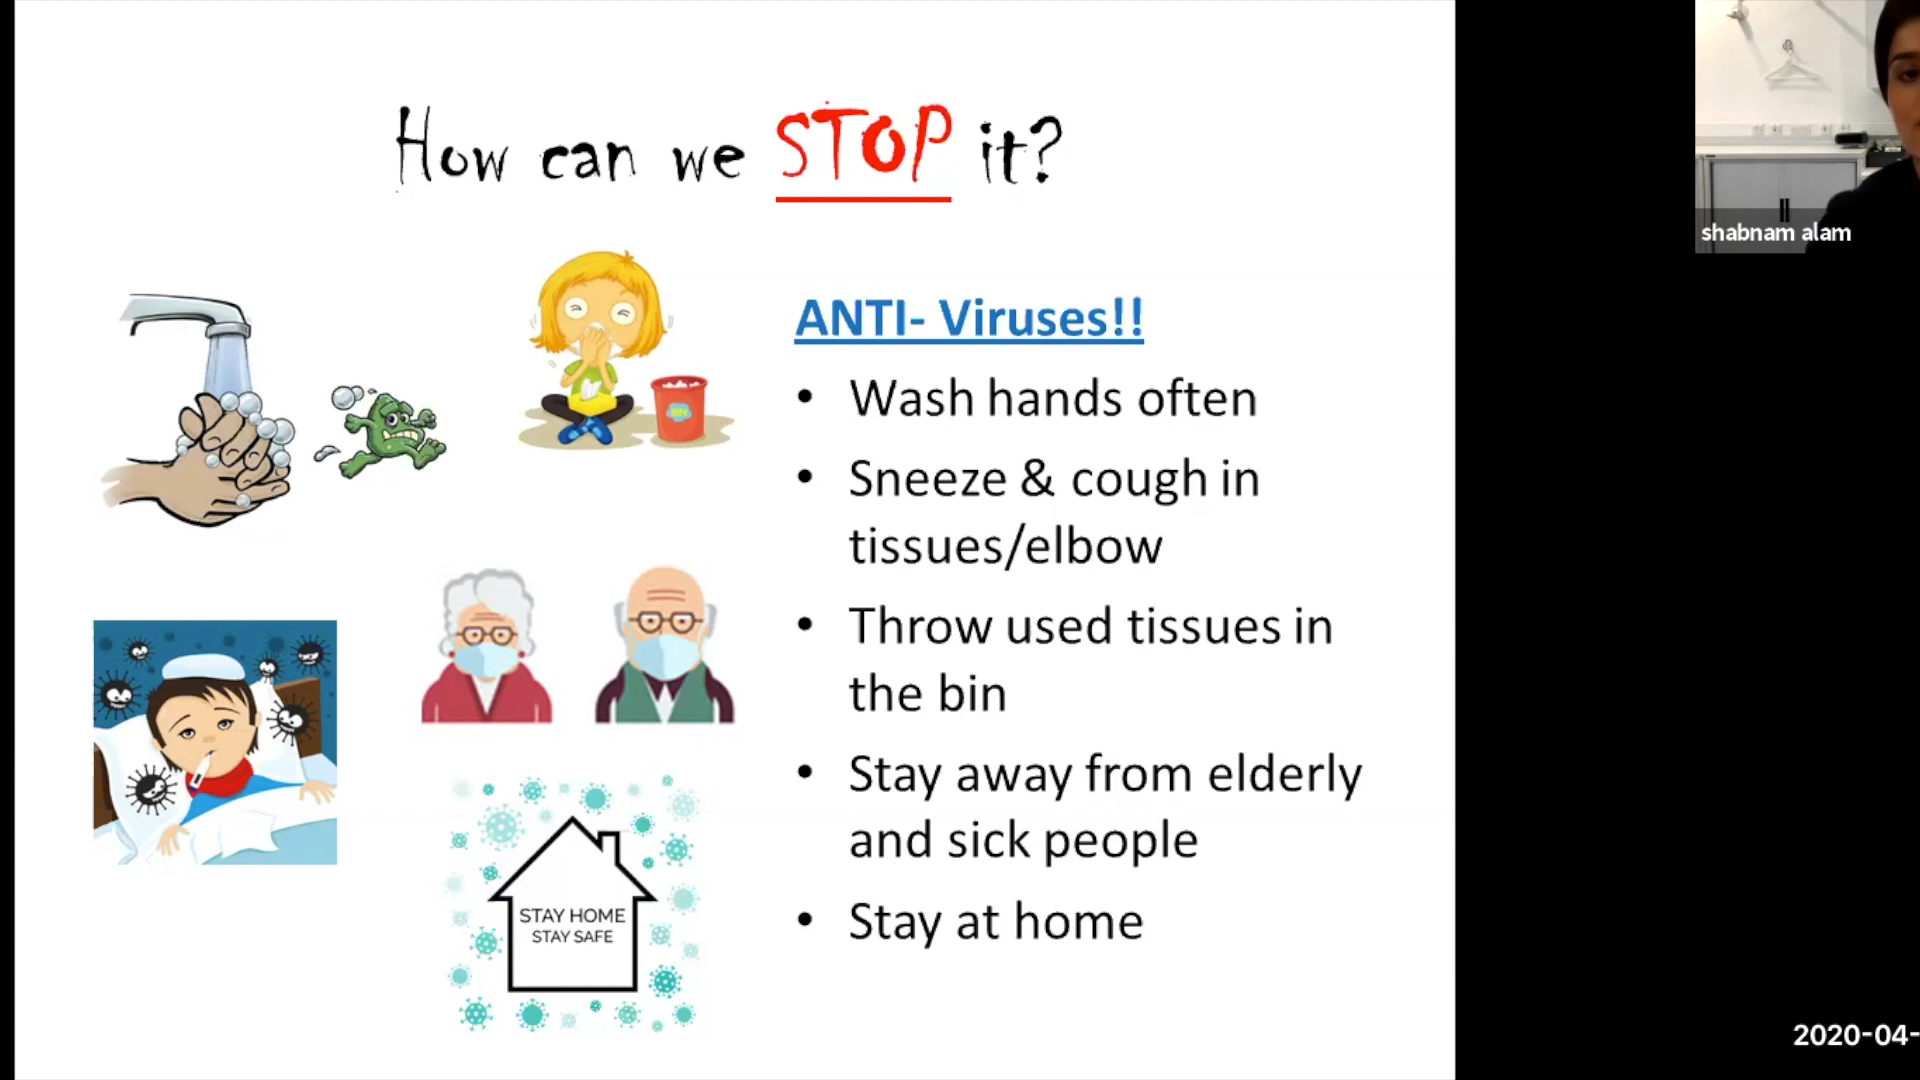 How can we STOP it?
ANTI- Viruses!!
• Wash hands often
• Sneeze & cough in
tissues/elbow
• Throw used tissues in
the bin
• Stay away from elderly
and sick people
• Stay at home
STAY HOME
STAY SAFE
shabnam alam
2020-04-